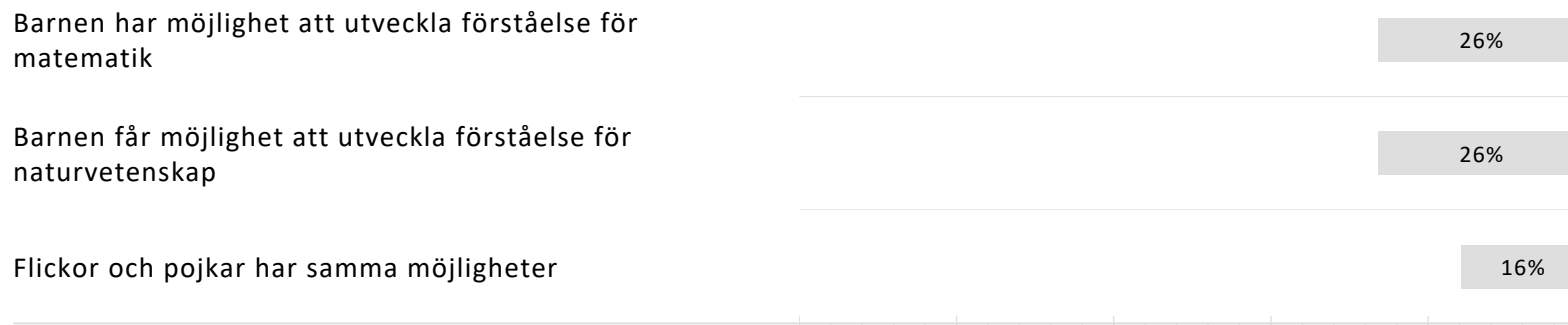 Barnen har möjlighet att utveckla förståelse för
matematik
26%
Barnen får möjlighet att utveckla förståelse för
naturvetenskap
26%
Flickor och pojkar har samma möjligheter
16%